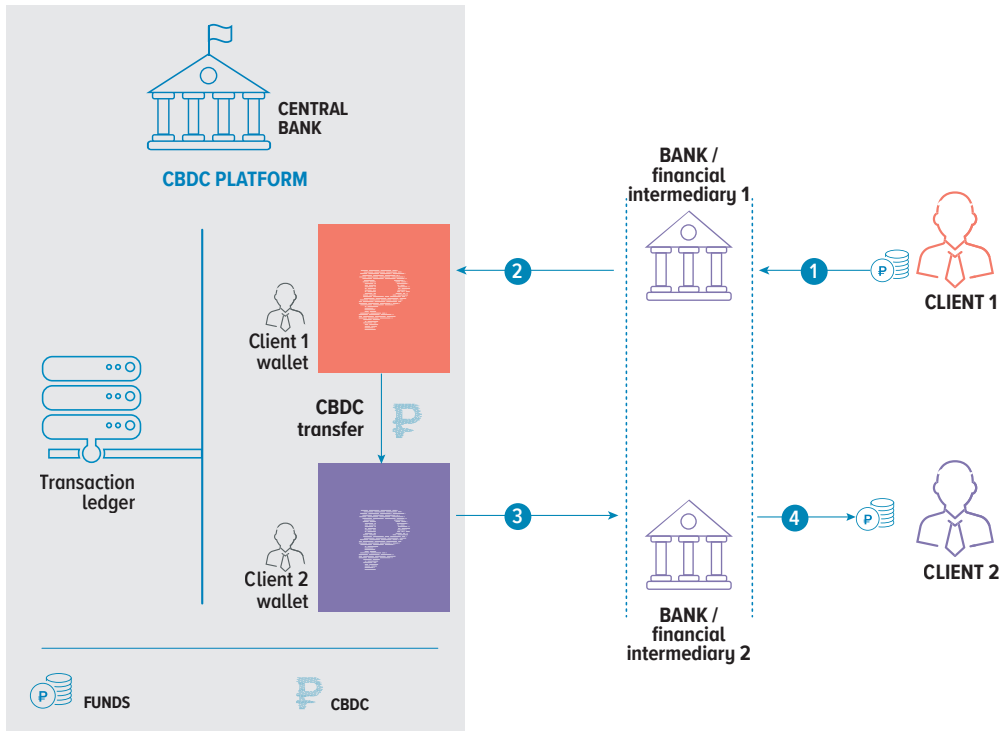 CENTRAL
BANK
CBDC PLATFORM
BANK /
financial
intermediary 1
2
1
₽
CLIENT 1
Client 1
wallet
CBDC
transfer
Transaction
ledger
3
4
₽
Client 2
wallet
CLIENT 2
BANK /
financial
intermediary 2
₽
FUNDS
CBDC